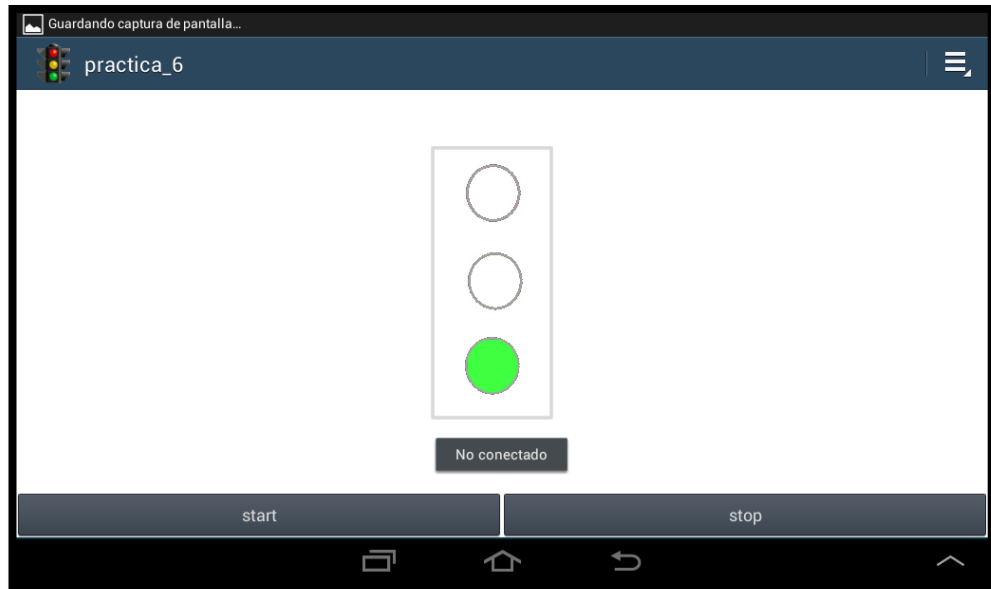 Guardando captura de pantalla...
practica_6
No conectado
start
stop